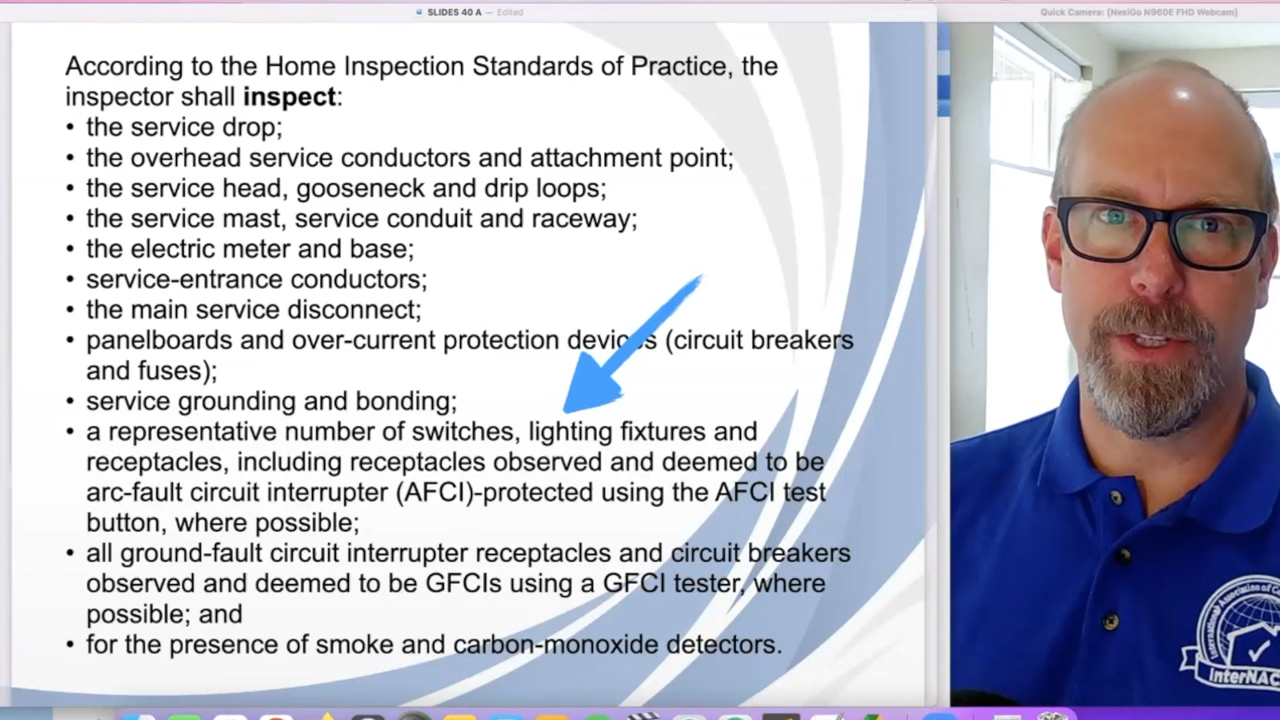 SLIDES 40 A — Edited
Quick Camera: [NexiGo N960E FHD Webcam]
According to the Home Inspection Standards of Practice, the
inspector shall inspect:
• the service drop;
• the overhead service conductors and attachment point;
• the service head, gooseneck and drip loops;
• the service mast, service conduit and raceway;
• the electric meter and base;
• service-entrance conductors;
• the main service disconnect;
• panelboards and over-current protection devices (circuit breakers
and fuses);
• service grounding and bonding;
• a representative number of switches, lighting fixtures and
receptacles, including receptacles observed and deemed to be
arc-fault circuit interrupter (AFCI)-protected using the AFCI test
button, where possible;
• all ground-fault circuit interrupter receptacles and circuit breakers
observed and deemed to be GFCIs using a GFCI tester, where
possible; and
• for the presence of smoke and carbon-monoxide detectors.
International Association of C
InterNAC